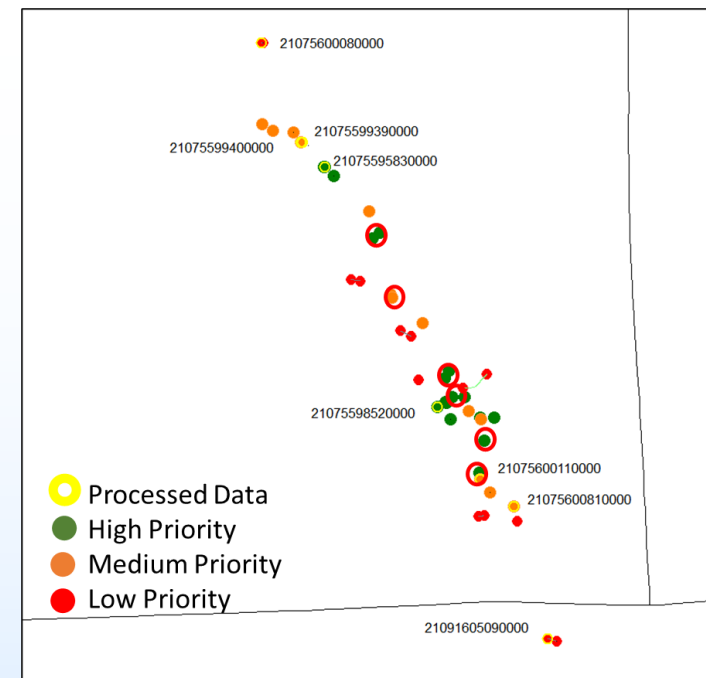 21075600080000
21075599390000
21075599400000
21075595830000
21075598520000
21075600110000
21075600810000
Processed Data
High Priority
Medium Priority
Low Priority
21091605090000